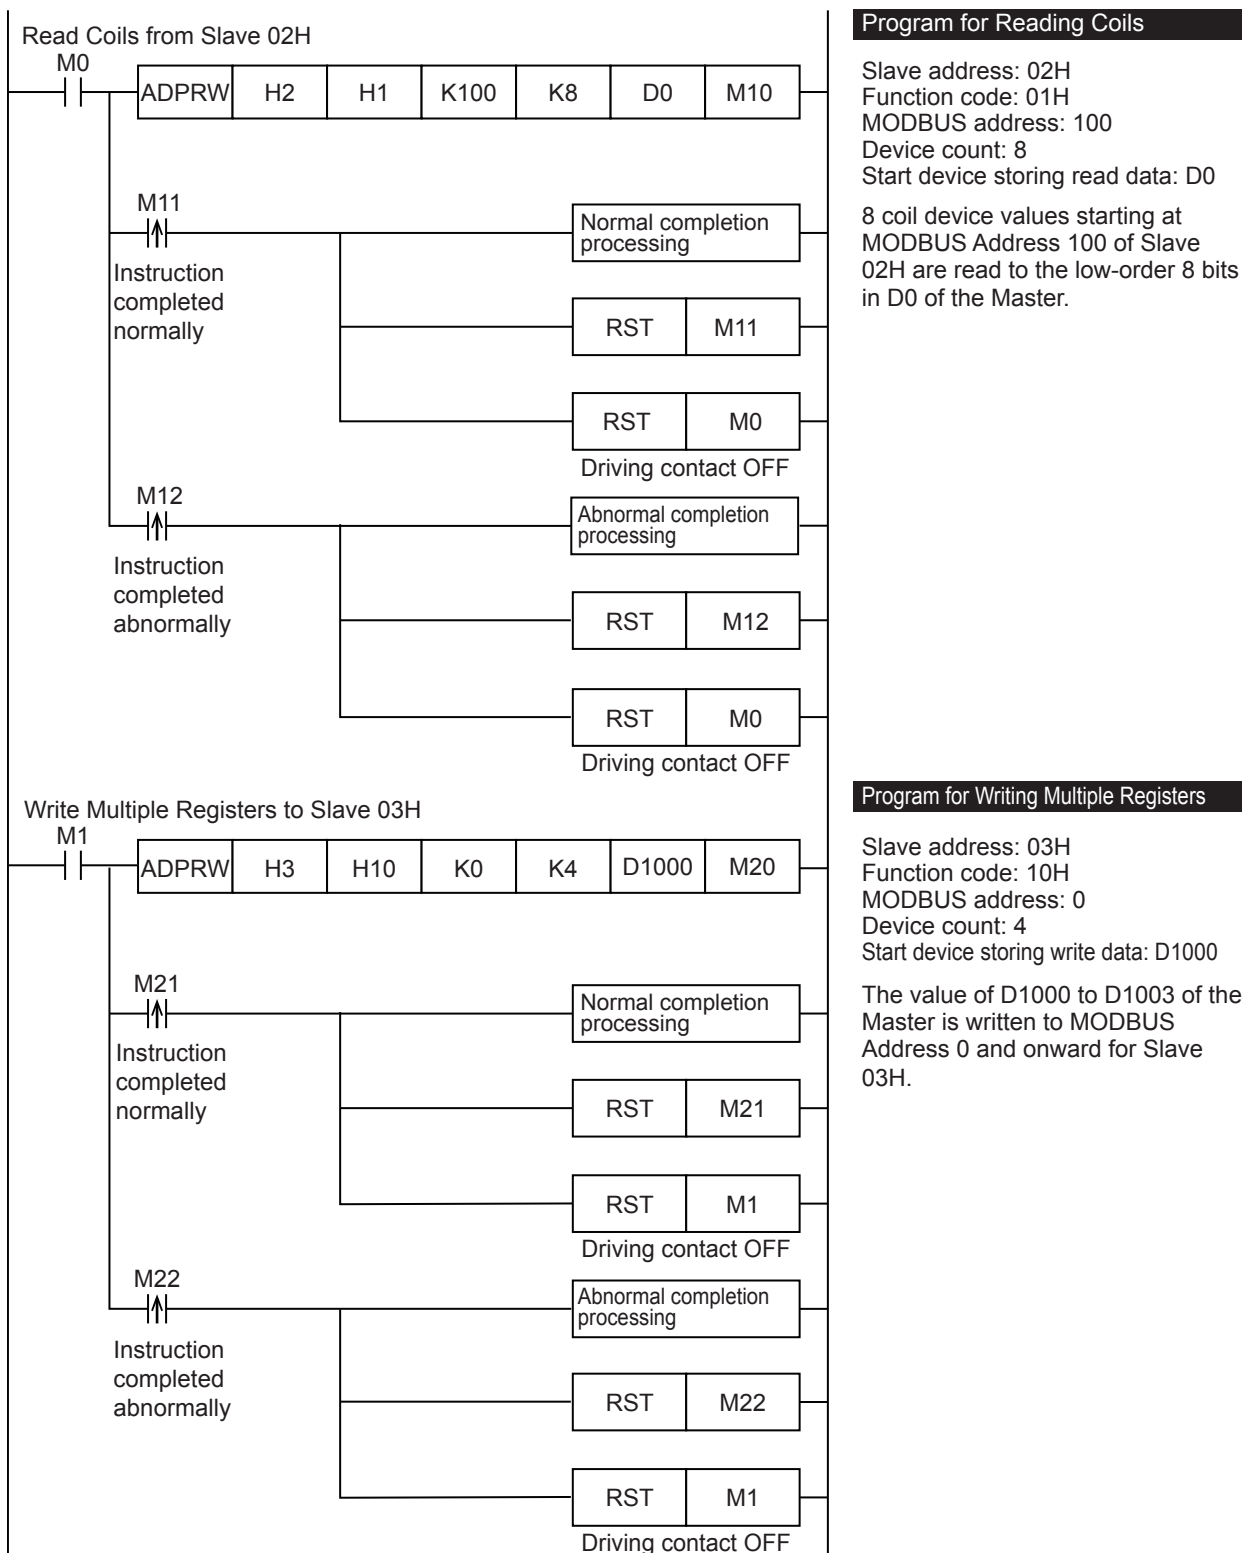 Read Coils from Slave 02H
M0
ADPRW H2 H1 K100 K8 D0 M10
M11
Instruction
completed
normally
Normal completion
processing
RST M11
RST M0
Driving contact OFF
M12
Instruction
completed
abnormally
Abnormal completion
processing
RST M12
RST M0
Driving contact OFF
Program for Reading Coils
Slave address: 02H
Function code: 01H
MODBUS address: 100
Device count: 8
Start device storing read data: D0
8 coil device values starting at
MODBUS Address 100 of Slave
02H are read to the low-order 8 bits
in D0 of the Master.
Write Multiple Registers to Slave 03H
M1
ADPRW H3 H10 K0 K4 D1000 M20
M21
Instruction
completed
normally
Normal completion
processing
RST M21
RST M1
Driving contact OFF
M22
Instruction
completed
abnormally
Abnormal completion
processing
RST M22
RST M1
Driving contact OFF
Program for Writing Multiple Registers
Slave address: 03H
Function code: 10H
MODBUS address: 0
Device count: 4
Start device storing write data: D1000
The value of D1000 to D1003 of the
Master is written to MODBUS
Address 0 and onward for Slave
03H.